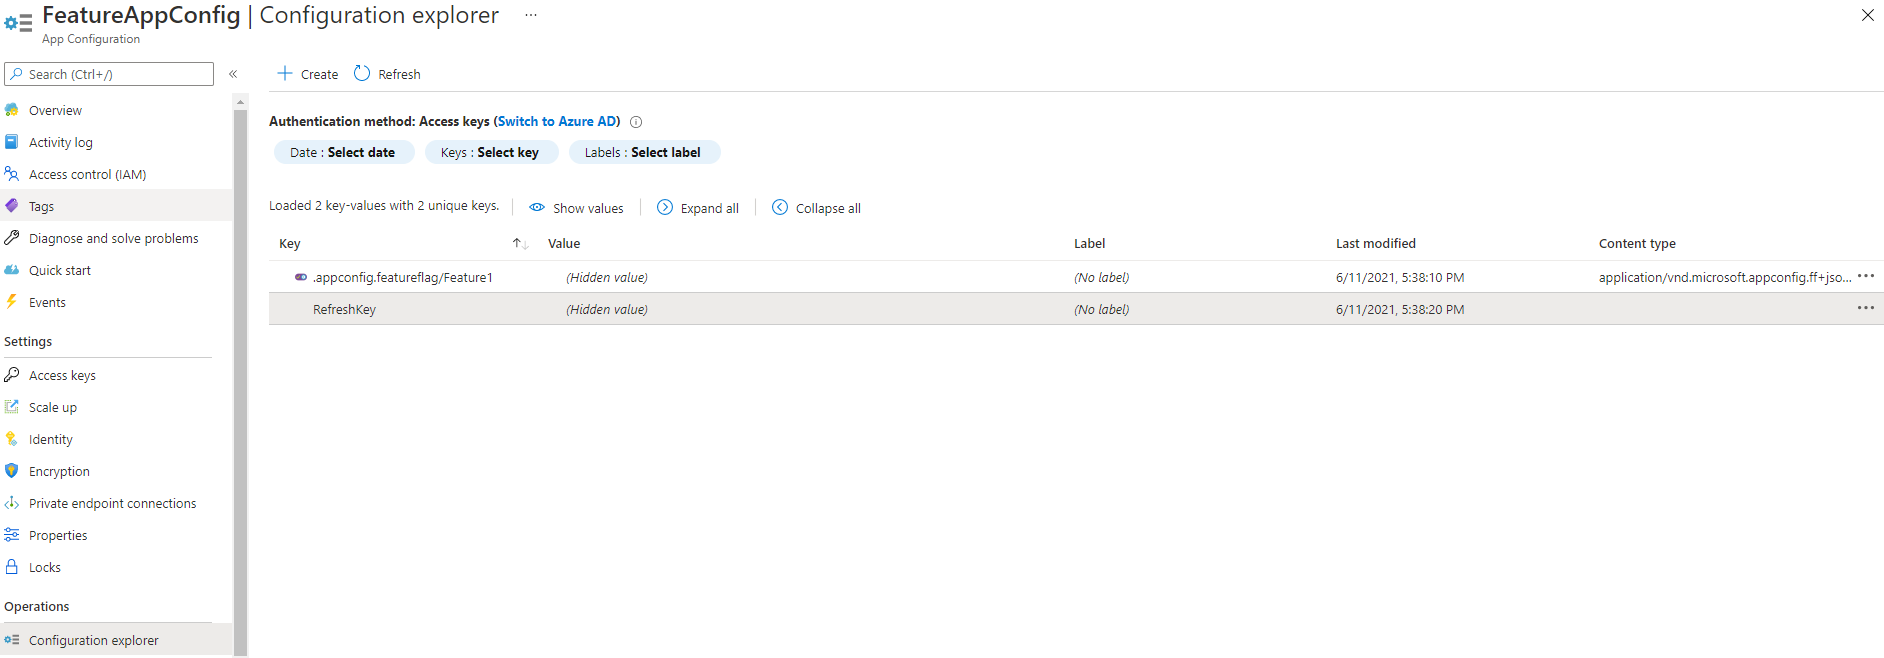 FeatureAppConfig | Configuration explorer ...
App Configuration
Search (Ctrl+/)
«
Overview
Activity log
Access control (IAM)
Tags
Diagnose and solve problems
Quick start
Events
Settings
Access keys
Scale up
Identity
Encryption
Private endpoint connections
Properties
Locks
Operations
Configuration explorer
Create Refresh
Authentication method: Access keys (Switch to Azure AD)
Date : Select date Keys : Select key Labels : Select label
Loaded 2 key-values with 2 unique keys. Show values Expand all Collapse all
Key Value Label Last modified Content type
.appconfig.featureflag/Feature1 (Hidden value) (No label) 6/11/2021, 5:38:10 PM application/vnd.microsoft.appconfig.ff+jso... ...
RefreshKey (Hidden value) (No label) 6/11/2021, 5:38:20 PM ...